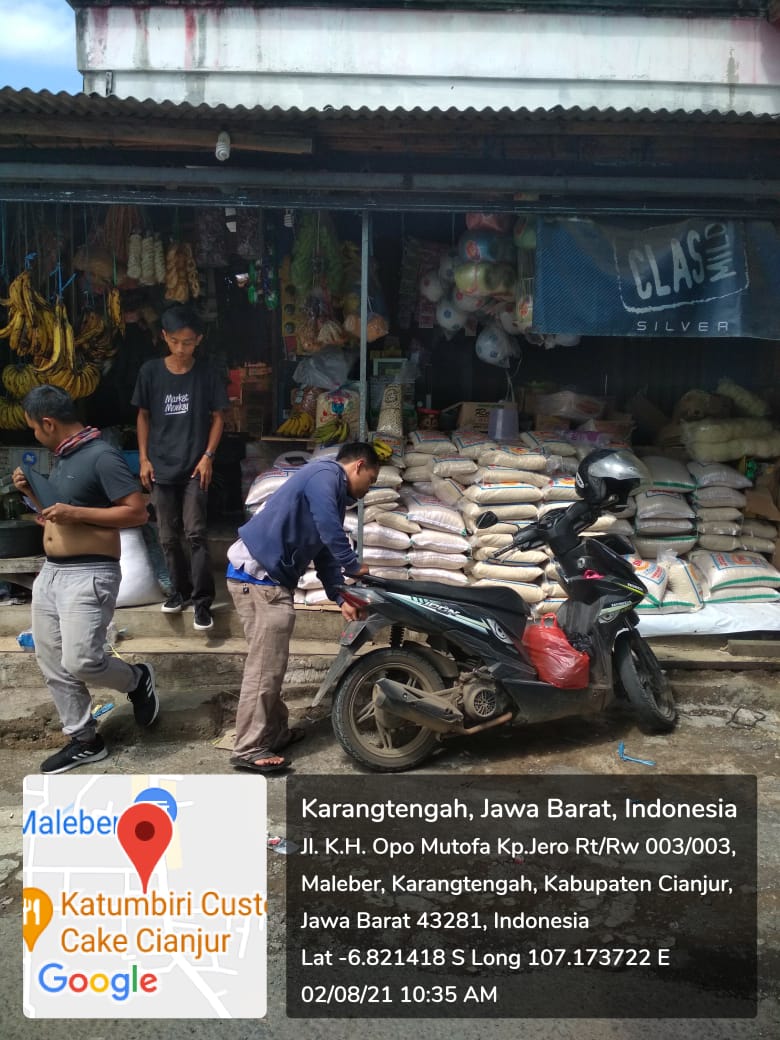 CLAS
MILD
SILVER
Market
Monkey
Maleber
Katumbiri Custo
Cake Cianjur
Google
Karangtengah, Jawa Barat, Indonesia
Jl. K.H. Opo Mutofa Kp.Jero Rt/Rw 003/003,
Maleber, Karangtengah, Kabupaten Cianjur,
Jawa Barat 43281, Indonesia
Lat -6.821418 S Long 107.173722 E
02/08/21 10:35 AM